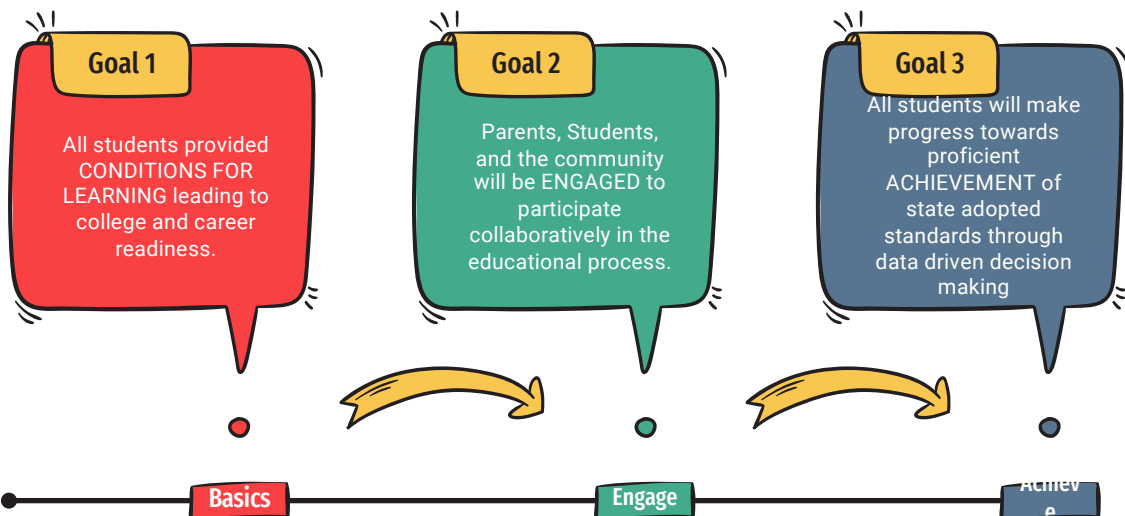 Goal 1
All students provided
CONDITIONS FOR
LEARNING leading to
college and career
readiness.
Goal 2
Parents, Students,
and the community
will be ENGAGED to
participate
collaboratively in the
educational process.
Goal 3
All students will make
progress towards
proficient
ACHIEVEMENT of
state adopted
standards through
data driven decision
making
Basics
Engage
Achiev
e